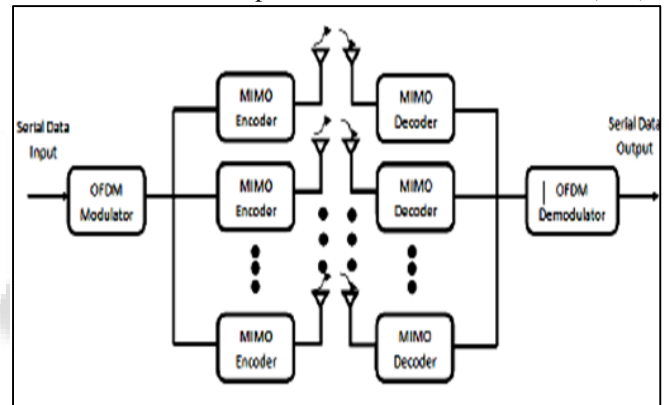 Serial Data
Input
OFDM
Modulator
MIMO
Encoder
MIMO
Decoder
MIMO
Encoder
MIMO
Decoder
MIMO
Encoder
MIMO
Decoder
OFDM
Demodulator
Serial Data
Output